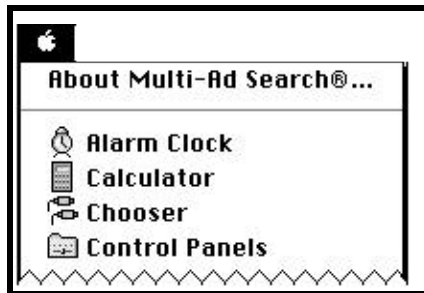 About Multi-Ad Search®...
Alarm Clock
Calculator
Chooser
Control Panels